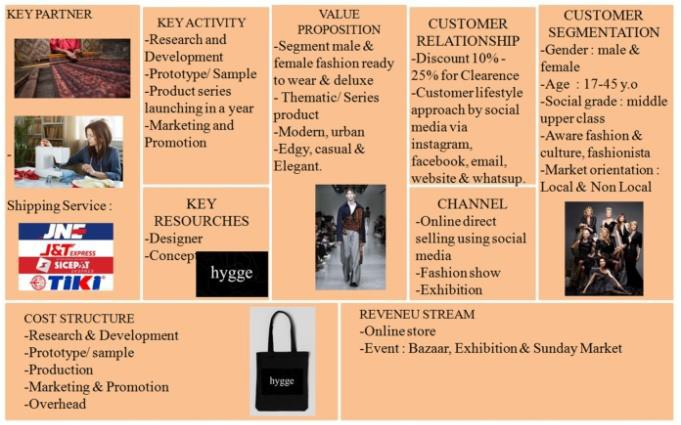 KEY PARTNER
-
Shipping Service :
JNE
J&T EXPRESS
SICEPAT
EKSPRES
TIKI
KEY ACTIVITY
-Research and
Development
-Prototype/ Sample
-Product series
launching in a year
-Marketing and
Promotion
KEY
RESOURCHES
-Designer
-Concept
hygge
VALUE
PROPOSITION
-Segment male &
female fashion ready
to wear & deluxe
- Thematic/ Series
product
-Modern, urban
-Edgy, casual &
Elegant.
CUSTOMER
RELATIONSHIP
-Discount 10% -
25% for Clearence
-Customer lifestyle
approach by social
media via
instagram,
facebook, email,
website & whatsup.
CHANNEL
-Online direct
selling using social
media
-Fashion show
-Exhibition
CUSTOMER
SEGMENTATION
-Gender : male &
female
-Age : 17-45 y.o
-Social grade : middle
upper class
-Aware fashion &
culture, fashionista
-Market orientation :
Local & Non Local
COST STRUCTURE
-Research & Development
-Prototype/ sample
-Production
-Marketing & Promotion
-Overhead
hygge
REVENEU STREAM
-Online store
-Event : Bazaar, Exhibition & Sunday Market